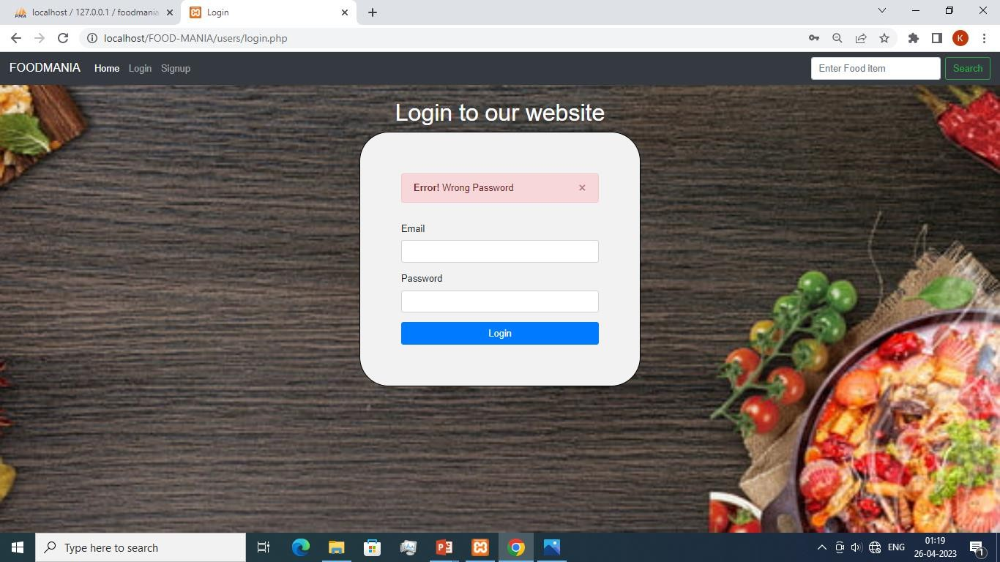 localhost / 127.0.0.1 / foodmania
Login
localhost/FOOD-MANIA/users/login.php
K
FOODMANIA Home Login Signup
Enter Food item
Search
Login to our website
Error! Wrong Password ×
Email
Password
Login
Type here to search
ENG
01:19
26-04-2023
1